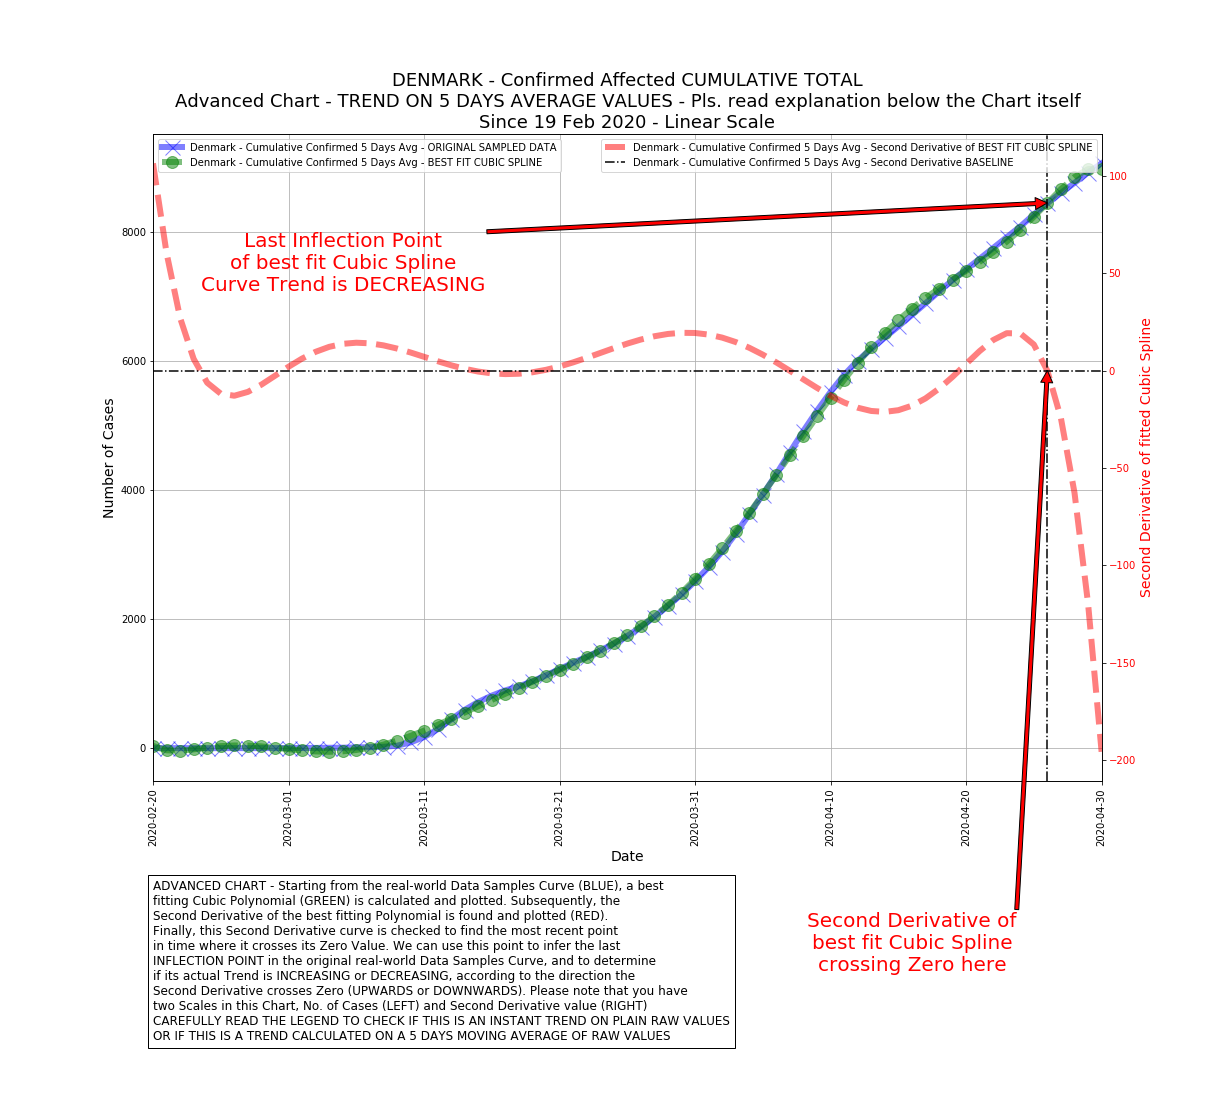 DENMARK - Confirmed Affected CUMULATIVE TOTAL
Advanced Chart - TREND ON 5 DAYS AVERAGE VALUES - Pls. read explanation below the Chart itself
Since 19 Feb 2020 - Linear Scale
Denmark - Cumulative Confirmed 5 Days Avg - ORIGINAL SAMPLED DATA
Denmark - Cumulative Confirmed 5 Days Avg - BEST FIT CUBIC SPLINE
Denmark - Cumulative Confirmed 5 Days Avg - Second Derivative of BEST FIT CUBIC SPLINE
Denmark - Cumulative Confirmed 5 Days Avg - Second Derivative BASELINE
Last Inflection Point
of best fit Cubic Spline
Curve Trend is DECREASING
Number of Cases
8000
6000
4000
2000
0
100
50
0
−50
−100
−150
−200
Second Derivative of fitted Cubic Spline
2020-02-20
2020-03-01
2020-03-11
2020-03-21
2020-03-31
2020-04-10
2020-04-20
2020-04-30
Date
ADVANCED CHART - Starting from the real-world Data Samples Curve (BLUE), a best
fitting Cubic Polynomial (GREEN) is calculated and plotted. Subsequently, the
Second Derivative of the best fitting Polynomial is found and plotted (RED).
Finally, this Second Derivative curve is checked to find the most recent point
in time where it crosses its Zero Value. We can use this point to infer the last
INFLECTION POINT in the original real-world Data Samples Curve, and to determine
if its actual Trend is INCREASING or DECREASING, according to the direction the
Second Derivative crosses Zero (UPWARDS or DOWNWARDS). Please note that you have
two Scales in this Chart, No. of Cases (LEFT) and Second Derivative value (RIGHT)
CAREFULLY READ THE LEGEND TO CHECK IF THIS IS AN INSTANT TREND ON PLAIN RAW VALUES
OR IF THIS IS A TREND CALCULATED ON A 5 DAYS MOVING AVERAGE OF RAW VALUES
Second Derivative of
best fit Cubic Spline
crossing Zero here